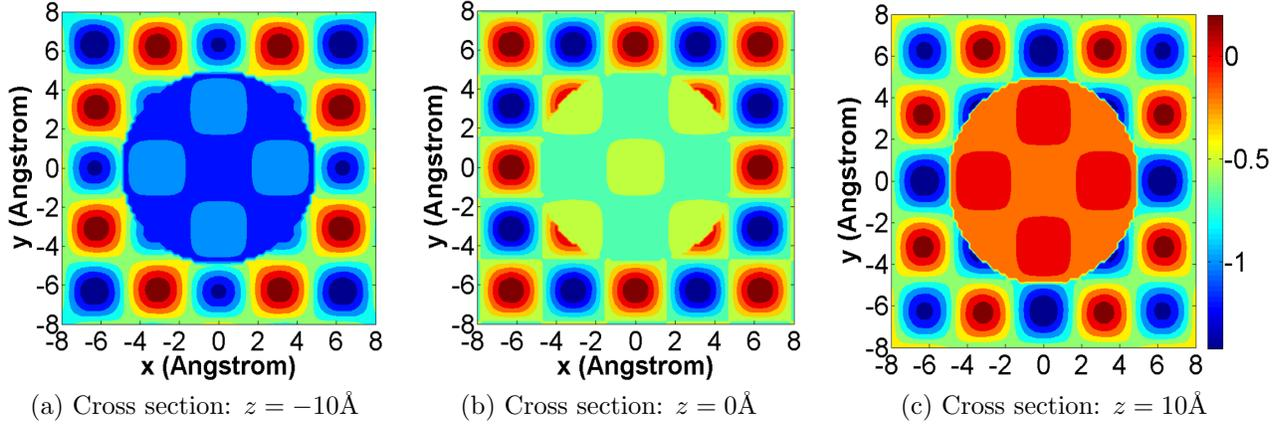 8
6
4
2
0
-2
-4
-6
-8
y (Angstrom)
-8 -6 -4 -2 0 2 4 6 8
x (Angstrom)
(a) Cross section: z = −10Å
8
6
4
2
0
-2
-4
-6
-8
y (Angstrom)
-8 -6 -4 -2 0 2 4 6 8
x (Angstrom)
(b) Cross section: z = 0Å
8
6
4
2
0
-2
-4
-6
-8
y (Angstrom)
-8 -6 -4 -2 0 2 4 6 8
0
-0.5
-1
(c) Cross section: z = 10Å